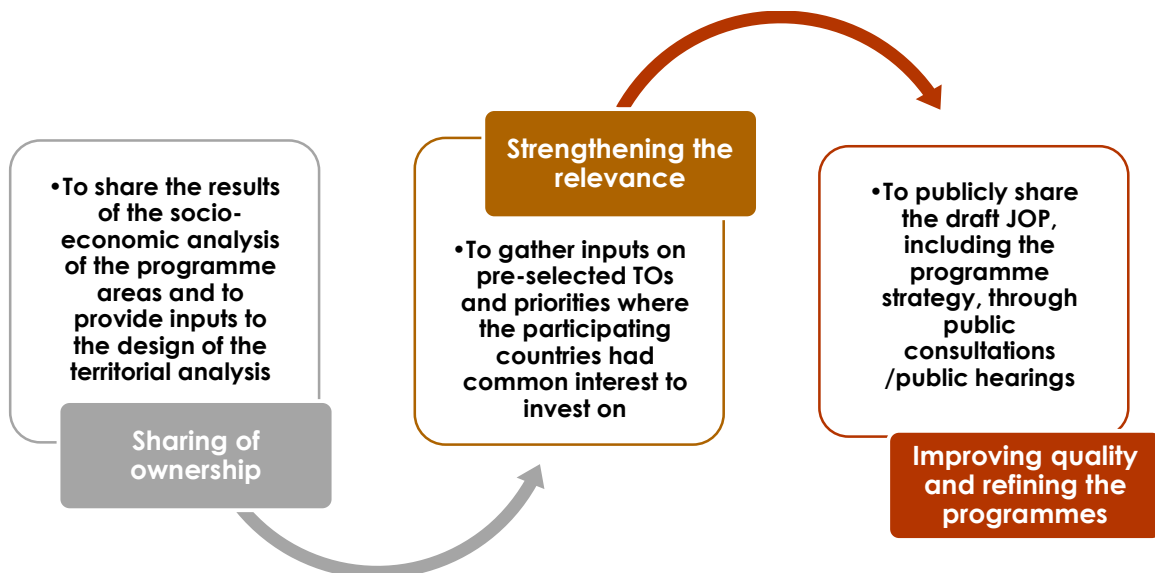 •To share the results
of the socio-
economic analysis
of the programme
areas and to
provide inputs to
the design of the
territorial analysis
Sharing of
ownership
Strengthening the
relevance
•To gather inputs on
pre-selected TOs
and priorities where
the participating
countries had
common interest to
invest on
•To publicly share
the draft JOP,
including the
programme
strategy, through
public
consultations
/public hearings
Improving quality
and refining the
programmes